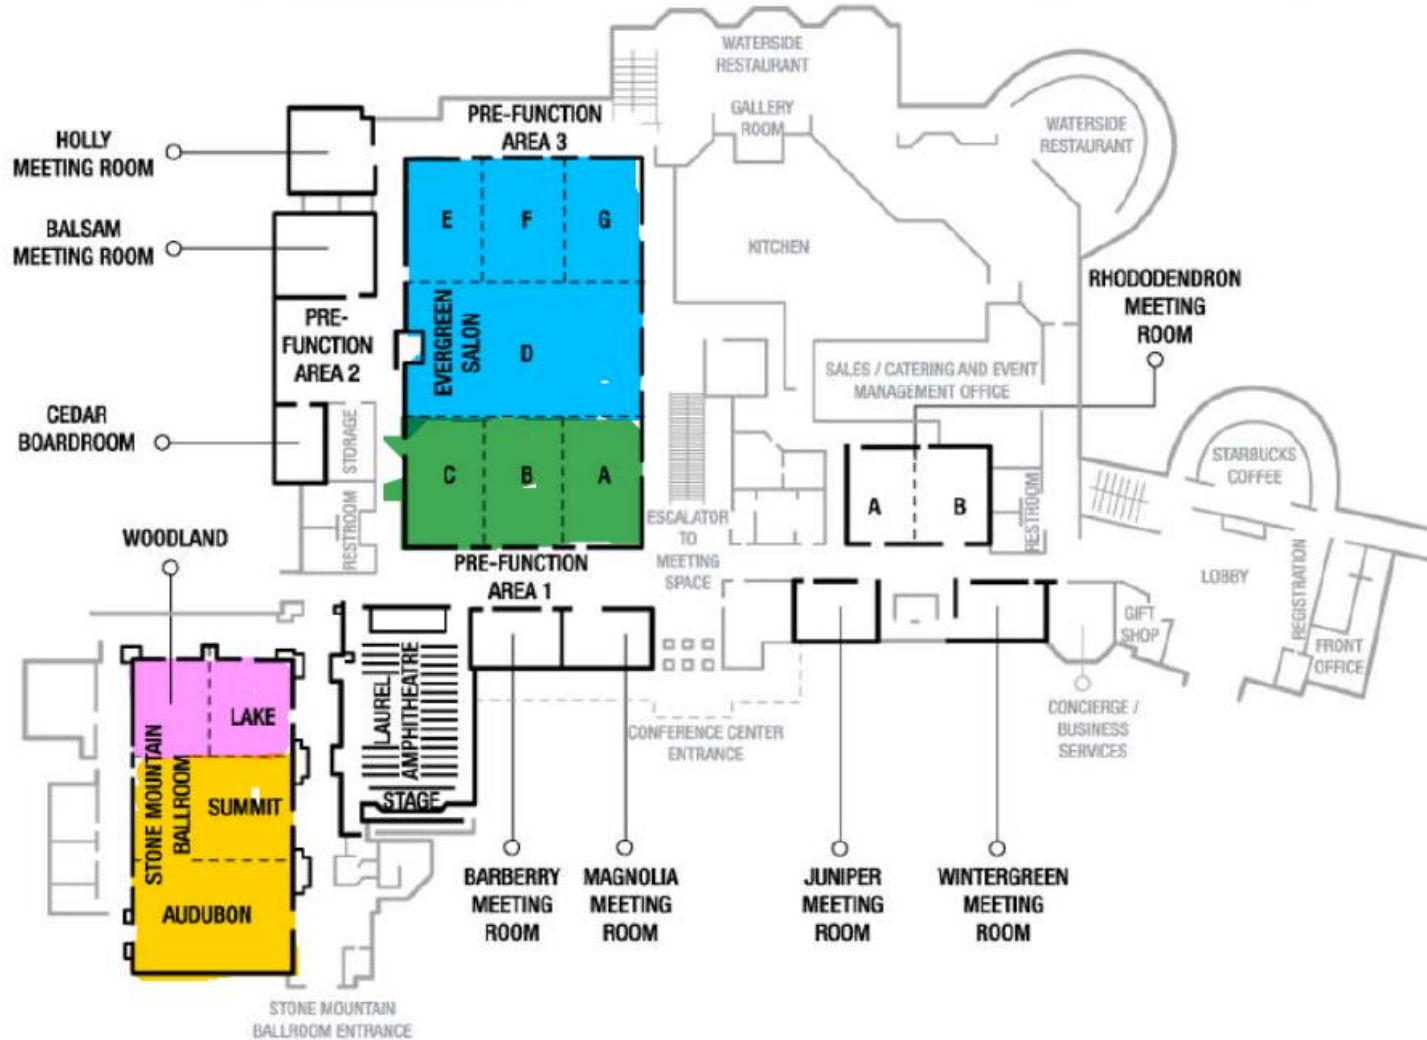 WATERSIDE
RESTAURANT
GALLERY
ROOM
WATERSIDE
RESTAURANT
PRE-FUNCTION
AREA 3
HOLLY
MEETING ROOM
BALSAM
MEETING ROOM
E
F
G
KITCHEN
RHODODENDRON
MEETING
ROOM
PRE-
FUNCTION
AREA 2
EVERGREEN
SALON
D
SALES / CATERING AND EVENT
MANAGEMENT OFFICE
CEDAR
BOARDROOM
STORAGE
C
B
A
STARBUCKS
COFFEE
A
B
RESTROOM
RESTROOM
ESCALATOR
TO
MEETING
SPACE
WOODLAND
PRE-FUNCTION
AREA 1
LOBBY
REGISTRATION
GIFT
SHOP
FRONT
OFFICE
LAKE
LAUREL
AMPHITHEATRE
STAGE
CONFERENCE CENTER
ENTRANCE
CONCIERGE /
BUSINESS
SERVICES
STONE MOUNTAIN
BALLROOM
SUMMIT
AUDUBON
BARBERRY
MEETING
ROOM
MAGNOLIA
MEETING
ROOM
JUNIPER
MEETING
ROOM
WINTERGREEN
MEETING
ROOM
STONE MOUNTAIN
BALLROOM ENTRANCE